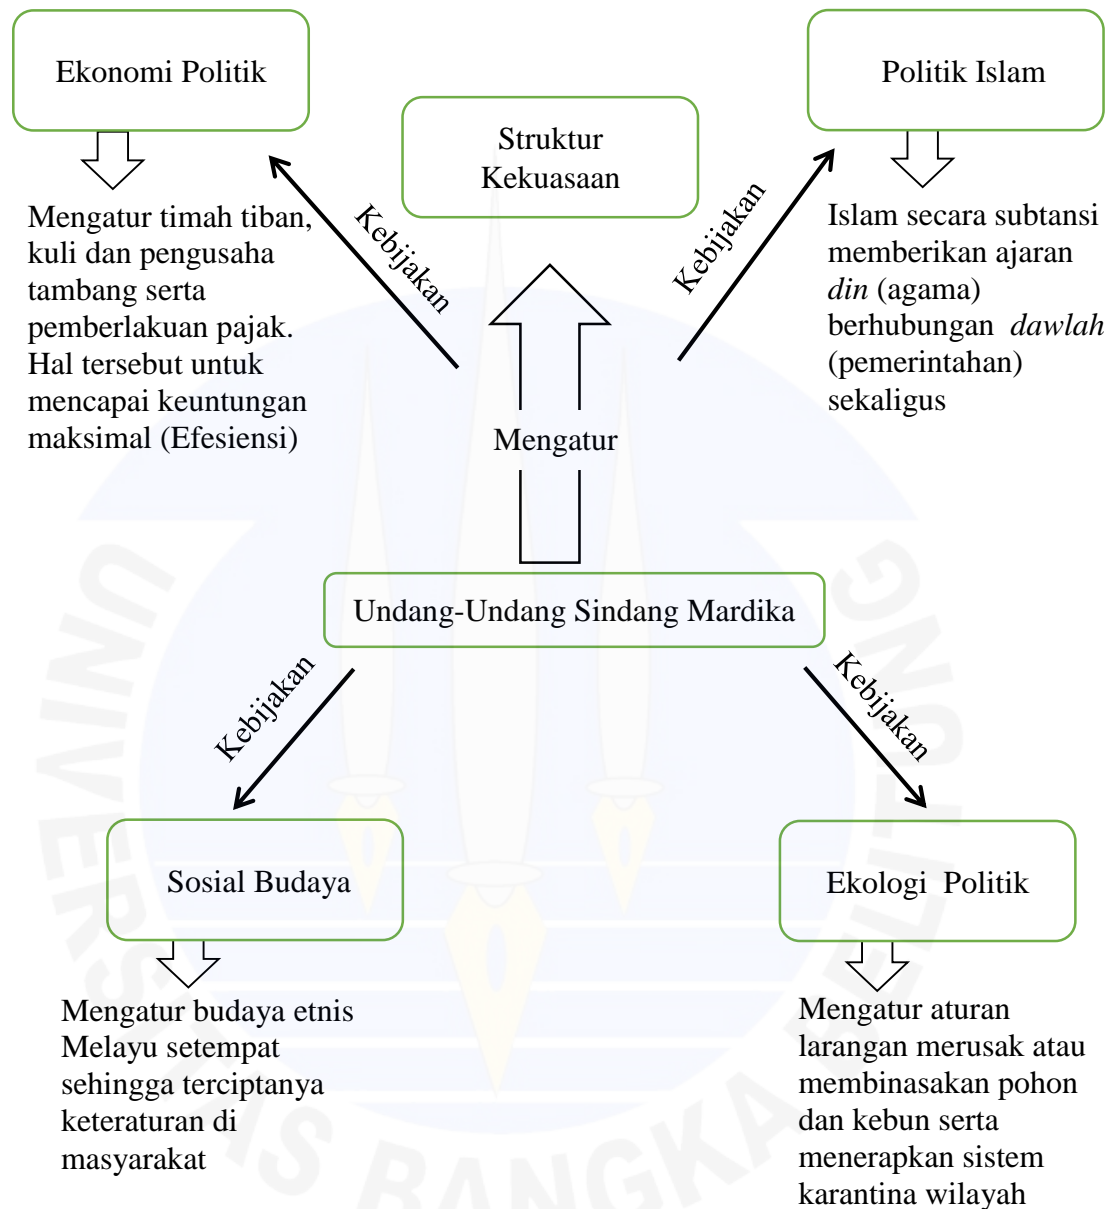 Ekonomi Politik
Politik Islam
Struktur
Kekuasaan
Kebijakan
Kebijakan
Mengatur timah tiban,
kuli dan pengusaha
tambang serta
pemberlakuan pajak.
Hal tersebut untuk
mencapai keuntungan
maksimal (Efesiensi)
Islam secara subtansi
memberikan ajaran
din (agama)
berhubungan dawlah
(pemerintahan)
sekaligus
Mengatur
Undang-Undang Sindang Mardika
Kebijakan
Kebijakan
Sosial Budaya
Ekologi Politik
Mengatur budaya etnis
Melayu setempat
sehingga terciptanya
keteraturan di
masyarakat
Mengatur aturan
larangan merusak atau
membinasakan pohon
dan kebun serta
menerapkan sistem
karantina wilayah
UNIVERSITAS BANGKA BELITUNG